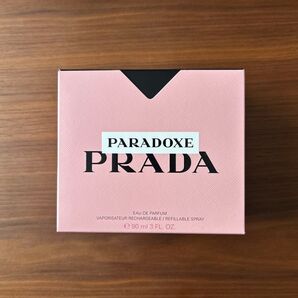 PARADOXE
PRADA
EAU DE PARFUM
VAPORISATEUR RECHARGEABLE / REFILLABLE SPRAY
℮ 90 ml 3 FL. OZ.